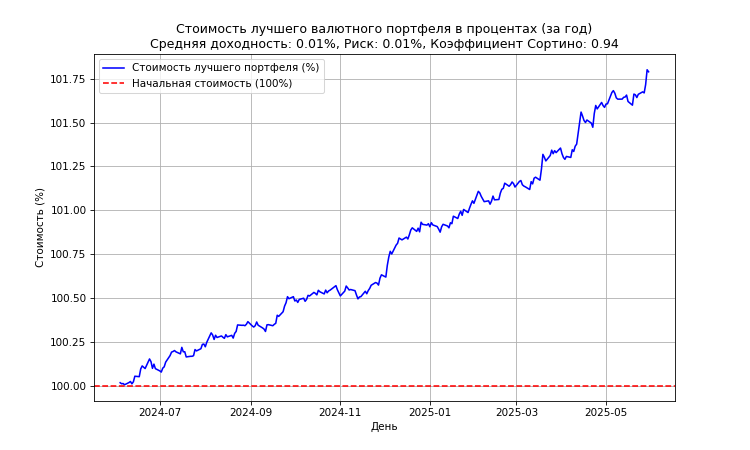 Стоимость лучшего валютного портфеля в процентах (за год)
Средняя доходность: 0.01%, Риск: 0.01%, Коэффициент Сортино: 0.94
Стоимость лучшего портфеля (%)
Начальная стоимость (100%)
Стоимость (%)
101.75
101.50
101.25
101.00
100.75
100.50
100.25
100.00
2024-07 2024-09 2024-11 2025-01 2025-03 2025-05
День